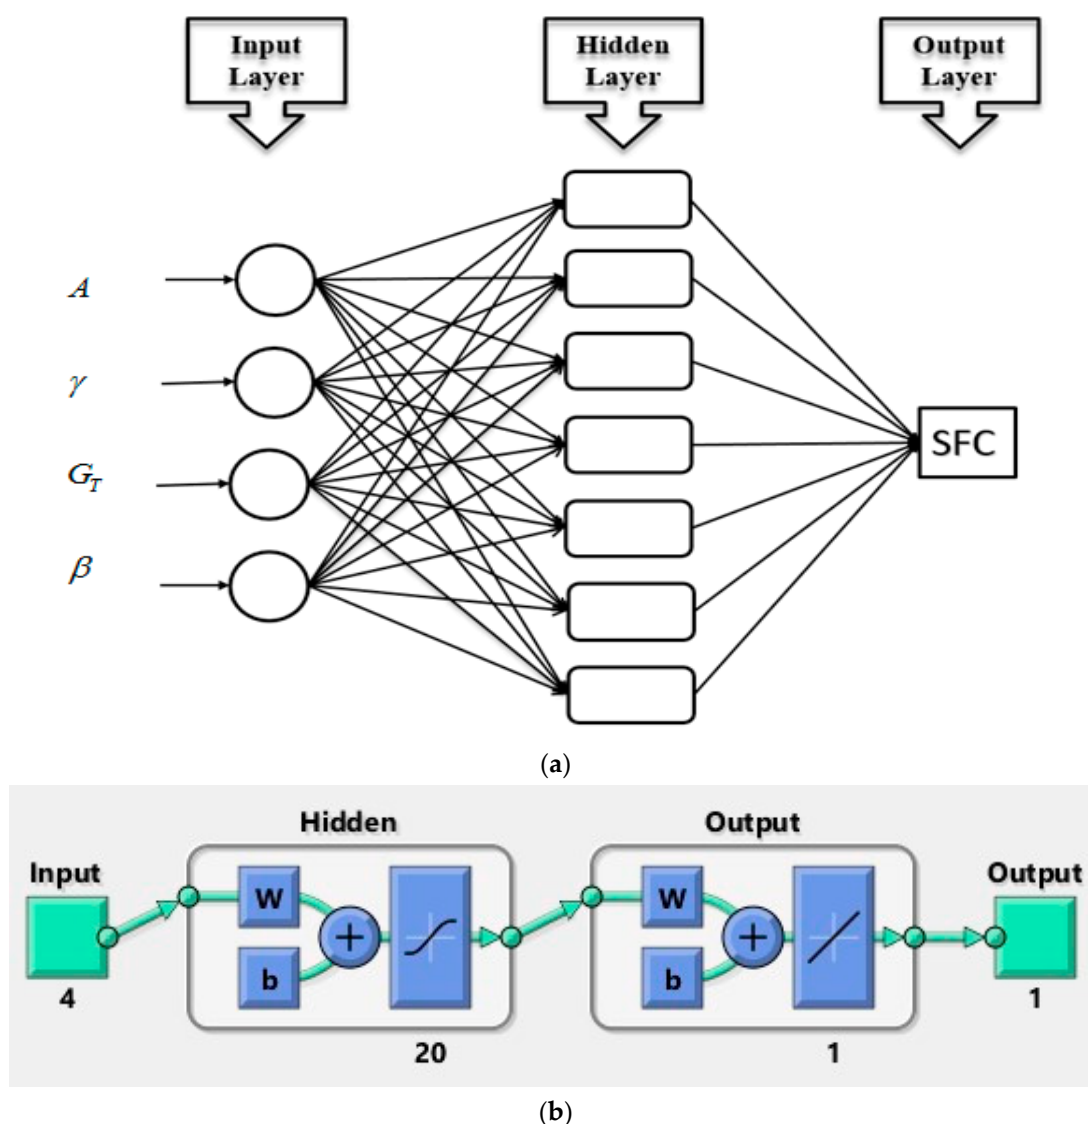 Input
Layer
Hidden
Layer
Output
Layer
A
γ
G_T
β
SFC
(a)
Hidden
Output
Input
Output
W
W
b
b
4
1
20
1
(b)